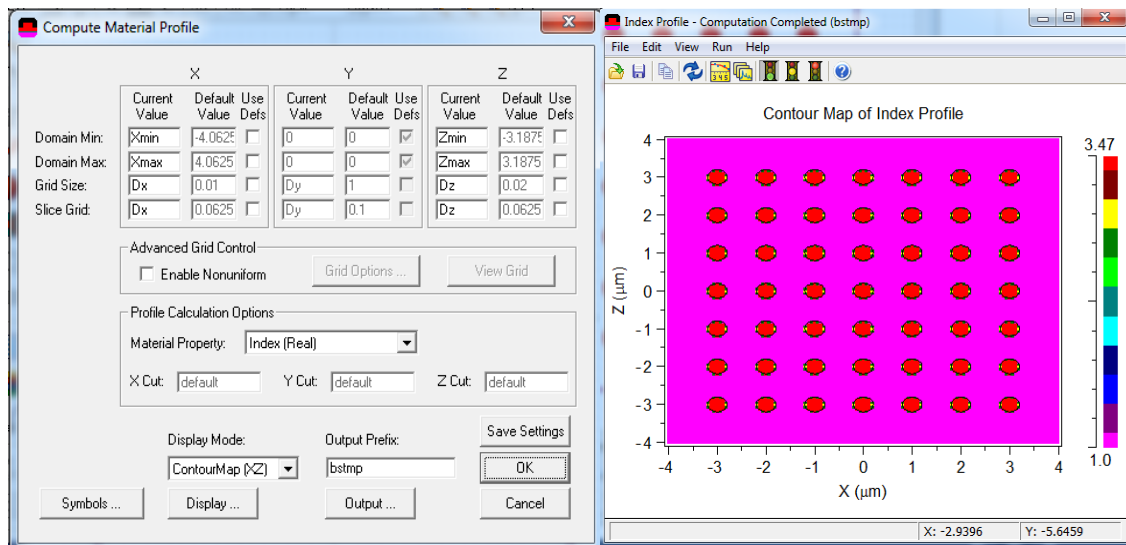 Compute Material Profile
X Y Z
Current Default Use Current Default Use Current Default Use
Value Value Defs Value Value Defs Value Value Defs
Domain Min: Xmin -4.0625 0 0 Zmin -3.1875
Domain Max: Xmax 4.0625 0 0 Zmax 3.1875
Grid Size: Dx 0.01 Dy 1 Dz 0.02
Slice Grid: Dx 0.0625 Dy 0.1 Dz 0.0625
Advanced Grid Control
Enable Nonuniform Grid Options ... View Grid
Profile Calculation Options
Material Property: Index (Real)
X Cut: default Y Cut: default Z Cut: default
Display Mode: Output Prefix: Save Settings
ContourMap (XZ) bstmp OK
Symbols ... Display ... Output ... Cancel
Index Profile - Computation Completed (bstmp)
File Edit View Run Help
Contour Map of Index Profile
4
3
2
1
0
-1
-2
-3
-4
Z (μm)
-4 -3 -2 -1 0 1 2 3 4
X (μm)
3.47
1.0
X: -2.9396 Y: -5.6459